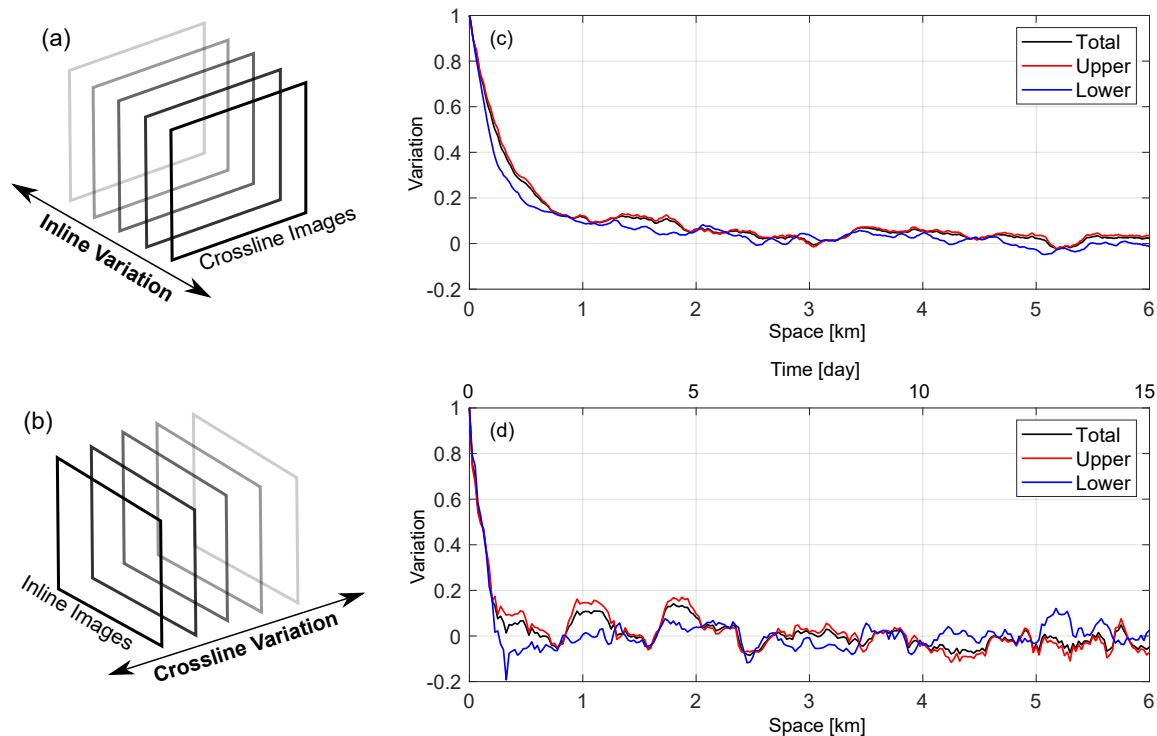 (a)
Inline Variation
Crossline Images
(c)
Total
Upper
Lower
1
0.8
0.6
0.4
0.2
0
-0.2
Variation
0 1 2 3 4 5 6
Space [km]
(b)
Inline Images
Crossline Variation
Time [day]
0 5 10 15
(d)
Total
Upper
Lower
1
0.8
0.6
0.4
0.2
0
-0.2
Variation
0 1 2 3 4 5 6
Space [km]